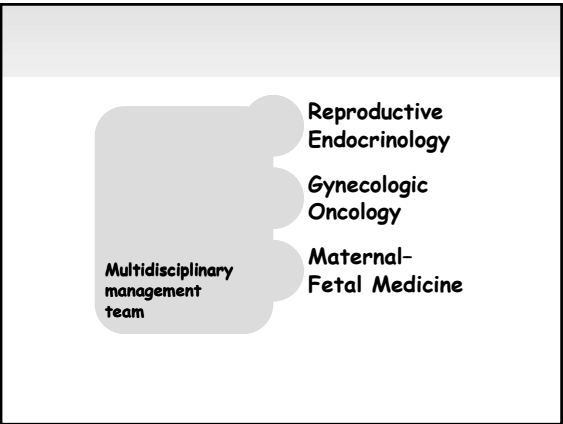 Reproductive
Endocrinology
Gynecologic
Oncology
Maternal–
Fetal Medicine
Multidisciplinary
management
team